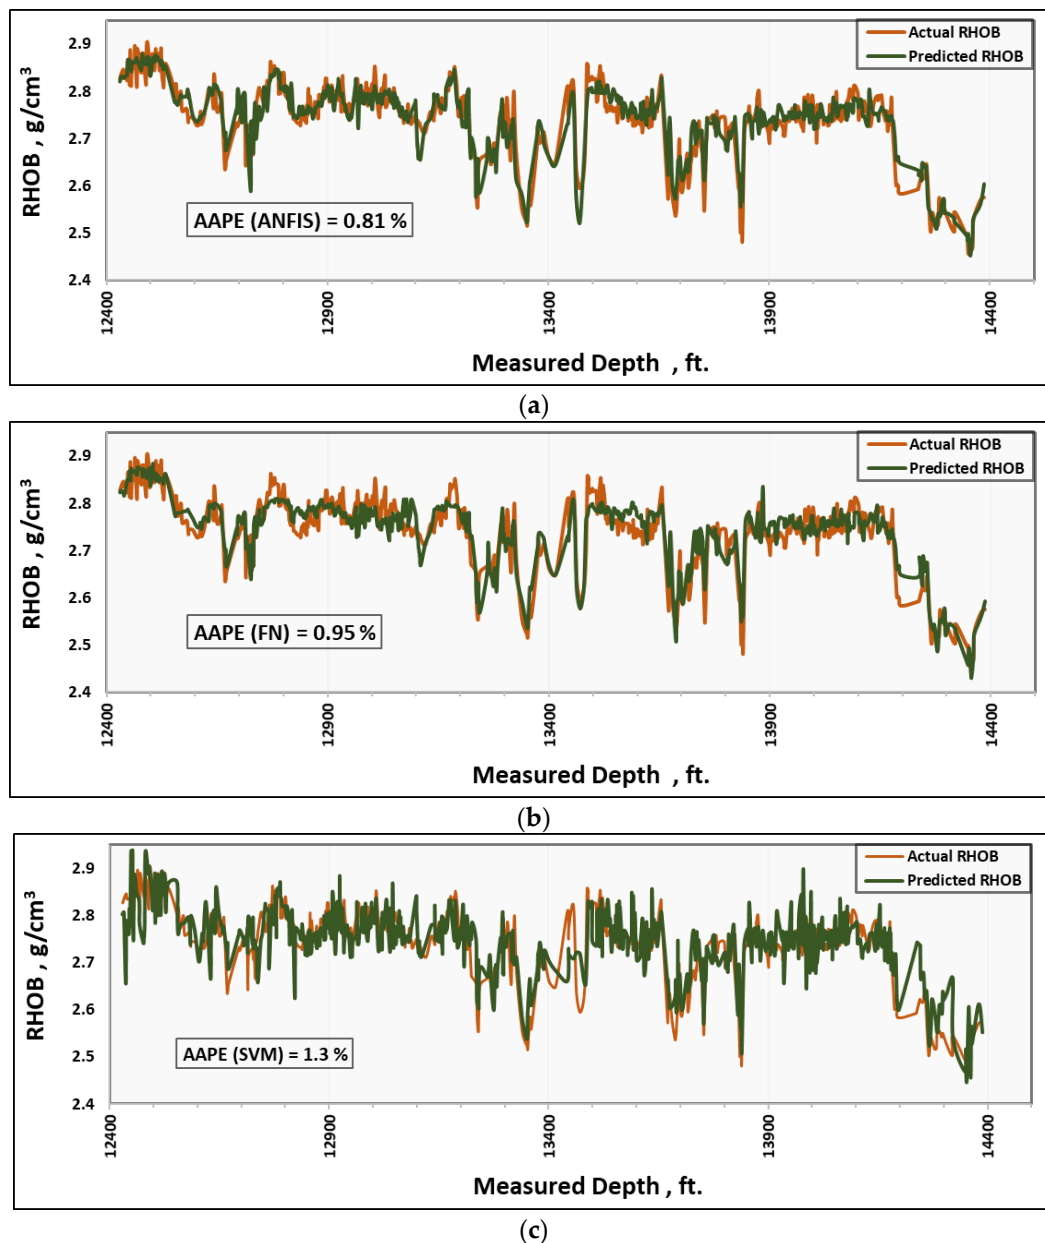 2.9
2.8
2.7
2.6
2.5
2.4
RHOB , g/cm³
Actual RHOB
Predicted RHOB
AAPE (ANFIS) = 0.81 %
12400
12900
13400
13900
14400
Measured Depth , ft.
(a)
2.9
2.8
2.7
2.6
2.5
2.4
RHOB , g/cm³
Actual RHOB
Predicted RHOB
AAPE (FN) = 0.95 %
12400
12900
13400
13900
14400
Measured Depth , ft.
(b)
2.9
2.8
2.7
2.6
2.5
2.4
RHOB , g/cm³
Actual RHOB
Predicted RHOB
AAPE (SVM) = 1.3 %
12400
12900
13400
13900
14400
Measured Depth , ft.
(c)